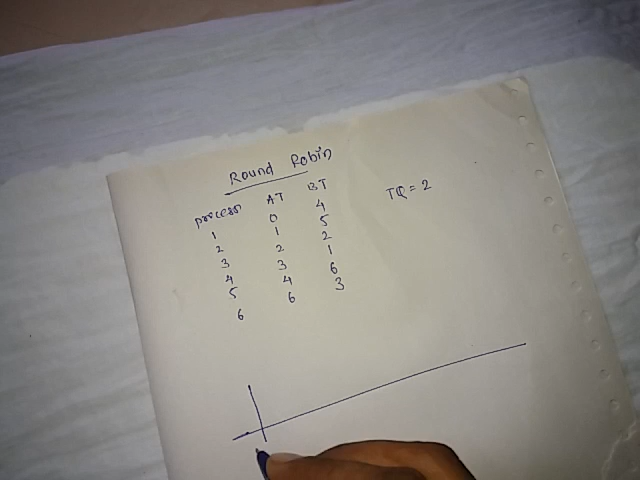 Round Robin
process AT BT TQ = 2
1 0 4
2 1 5
3 2 2
4 3 1
5 4 6
6 6 3